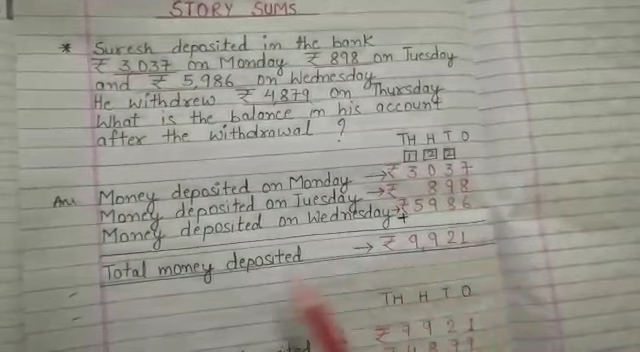 STORY SUMS
* Suresh deposited in the bank
₹ 3,037 on Monday ₹ 898 on Tuesday
and ₹ 5,986 on Wednesday
He withdrew ₹ 4,879 on Thursday
What is the balance in his account
after the withdrawal ?
TH H T O
1 2 2
Ans Money deposited on Monday → ₹ 3 0 3 7
Money deposited on Tuesday → ₹ 8 9 8
Money deposited on Wednesday → + ₹ 5 9 8 6
Total money deposited → ₹ 9,921
TH H T O
₹ 9 9 2 1